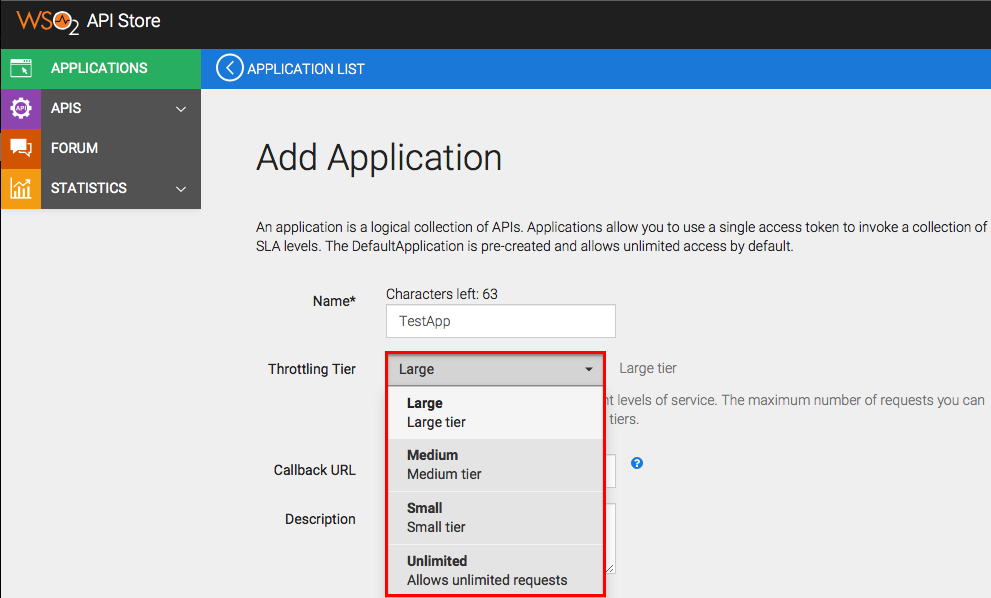 WSO2 API Store
APPLICATIONS
APPLICATION LIST
APIS
FORUM
STATISTICS
Add Application
An application is a logical collection of APIs. Applications allow you to use a single access token to invoke a collection of
SLA levels. The DefaultApplication is pre-created and allows unlimited access by default.
Characters left: 63
Name*
TestApp
Throttling Tier
Large
Large tier
levels of service. The maximum number of requests you can
tiers.
Large
Large tier
Medium
Medium tier
Callback URL
?
Small
Small tier
Description
Unlimited
Allows unlimited requests